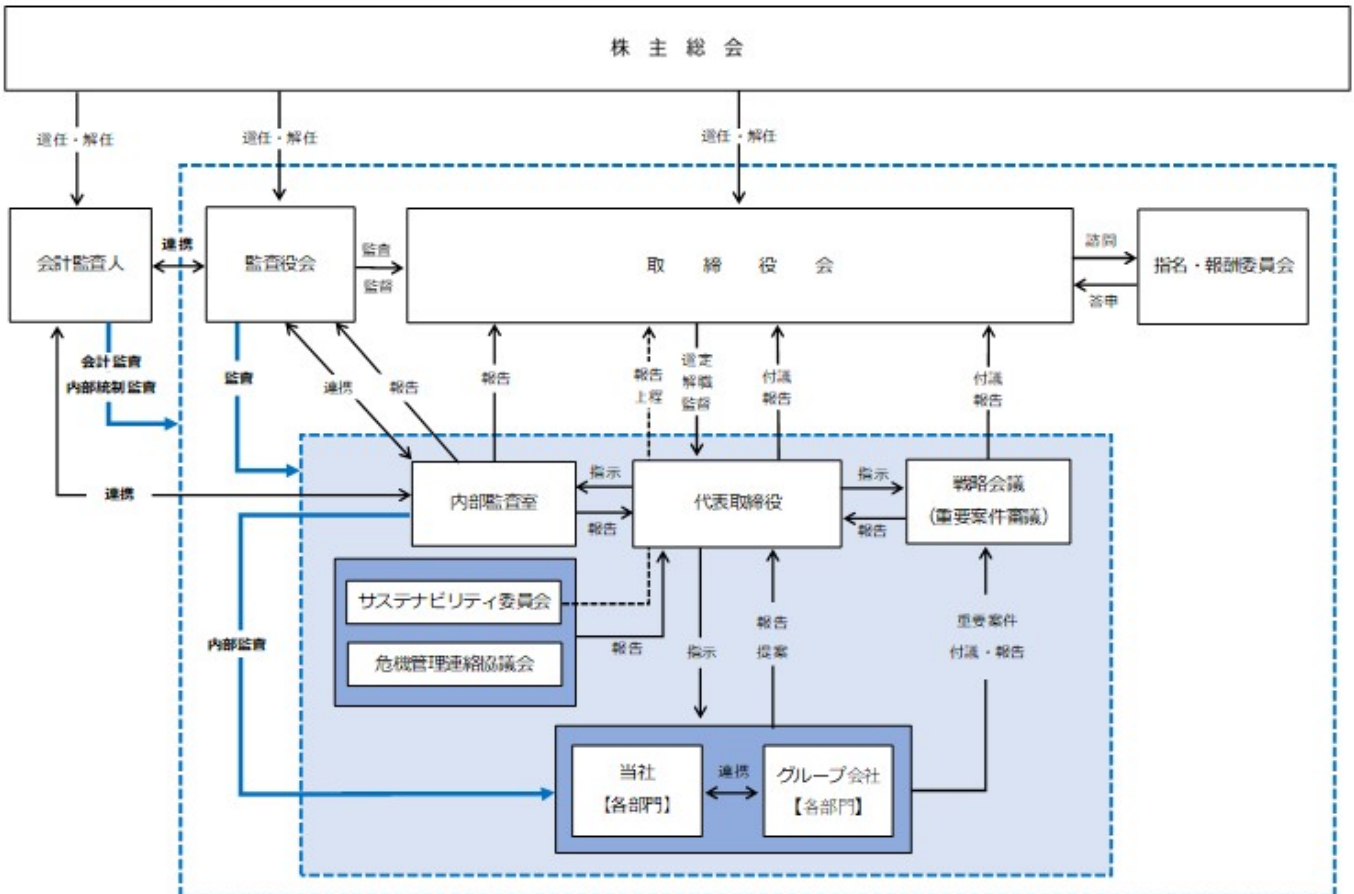 株主総会
選任・解任
選任・解任
選任・解任
会計監査人
連携
監査役会
監査
監督
取締役会
諮問
答申
指名・報酬委員会
会計監査
内部統制監査
監査
連携
報告
報告
報告
上程
選定
解職
監督
付議
報告
付議
報告
連携
内部監査室
指示
報告
代表取締役
指示
報告
戦略会議
(重要案件審議)
サステナビリティ委員会
危機管理連絡協議会
報告
内部監査
指示
報告
提案
重要案件
付議・報告
当社
【各部門】
連携
グループ会社
【各部門】